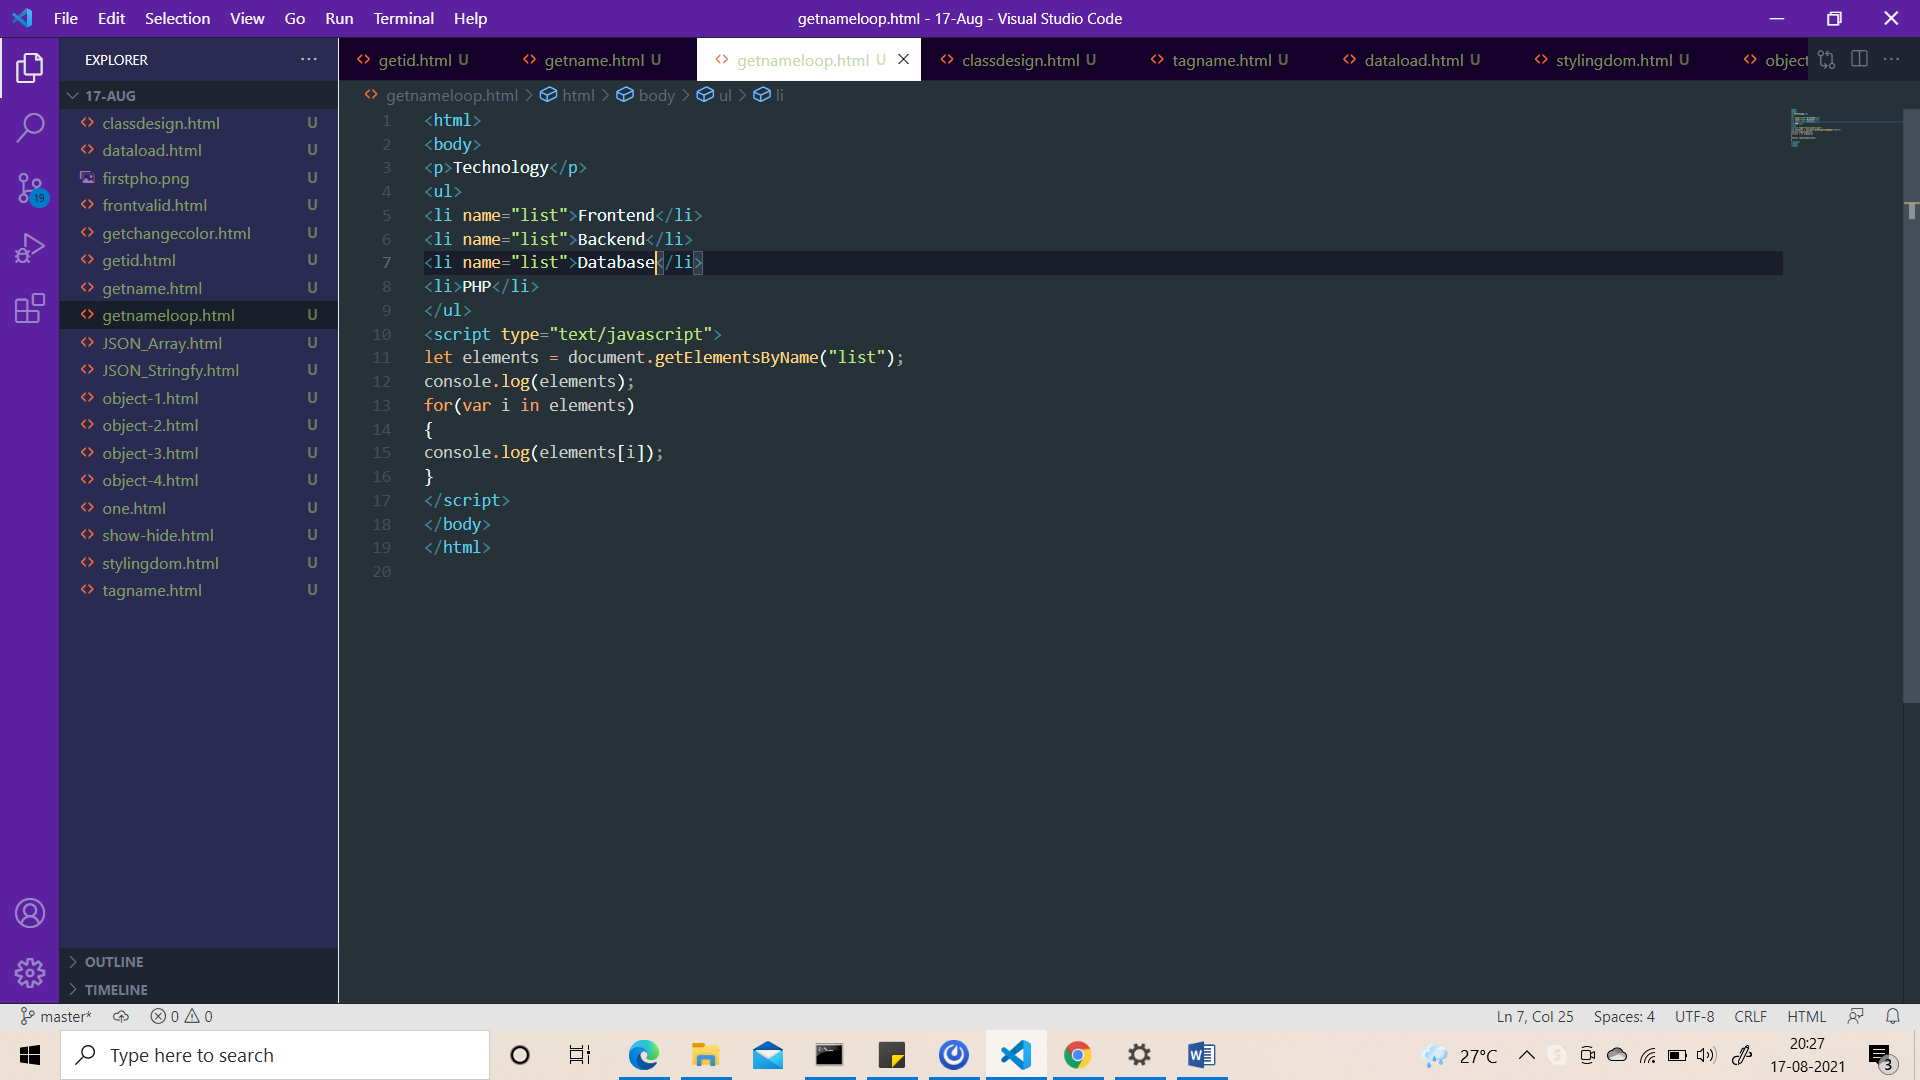 File Edit Selection View Go Run Terminal Help
getnameloop.html - 17-Aug - Visual Studio Code
EXPLORER
17-AUG
classdesign.html U
dataload.html U
firstpho.png U
frontvalid.html U
getchangecolor.html U
getid.html U
getname.html U
getnameloop.html U
JSON_Array.html U
JSON_Stringfy.html U
object-1.html U
object-2.html U
object-3.html U
object-4.html U
one.html U
show-hide.html U
stylingdom.html U
tagname.html U
OUTLINE
TIMELINE
19
getid.html U getname.html U getnameloop.html U classdesign.html U tagname.html U dataload.html U stylingdom.html U object
getnameloop.html > html > body > ul > li
1 <html>
2 <body>
3 <p>Technology</p>
4 <ul>
5 <li name="list">Frontend</li>
6 <li name="list">Backend</li>
7 <li name="list">Database</li>
8 <li>PHP</li>
9 </ul>
10 <script type="text/javascript">
11 let elements = document.getElementsByName("list");
12 console.log(elements);
13 for(var i in elements)
14 {
15 console.log(elements[i]);
16 }
17 </script>
18 </body>
19 </html>
20
master* 0 0
Ln 7, Col 25 Spaces: 4 UTF-8 CRLF HTML
Type here to search
27°C
20:27
17-08-2021
3